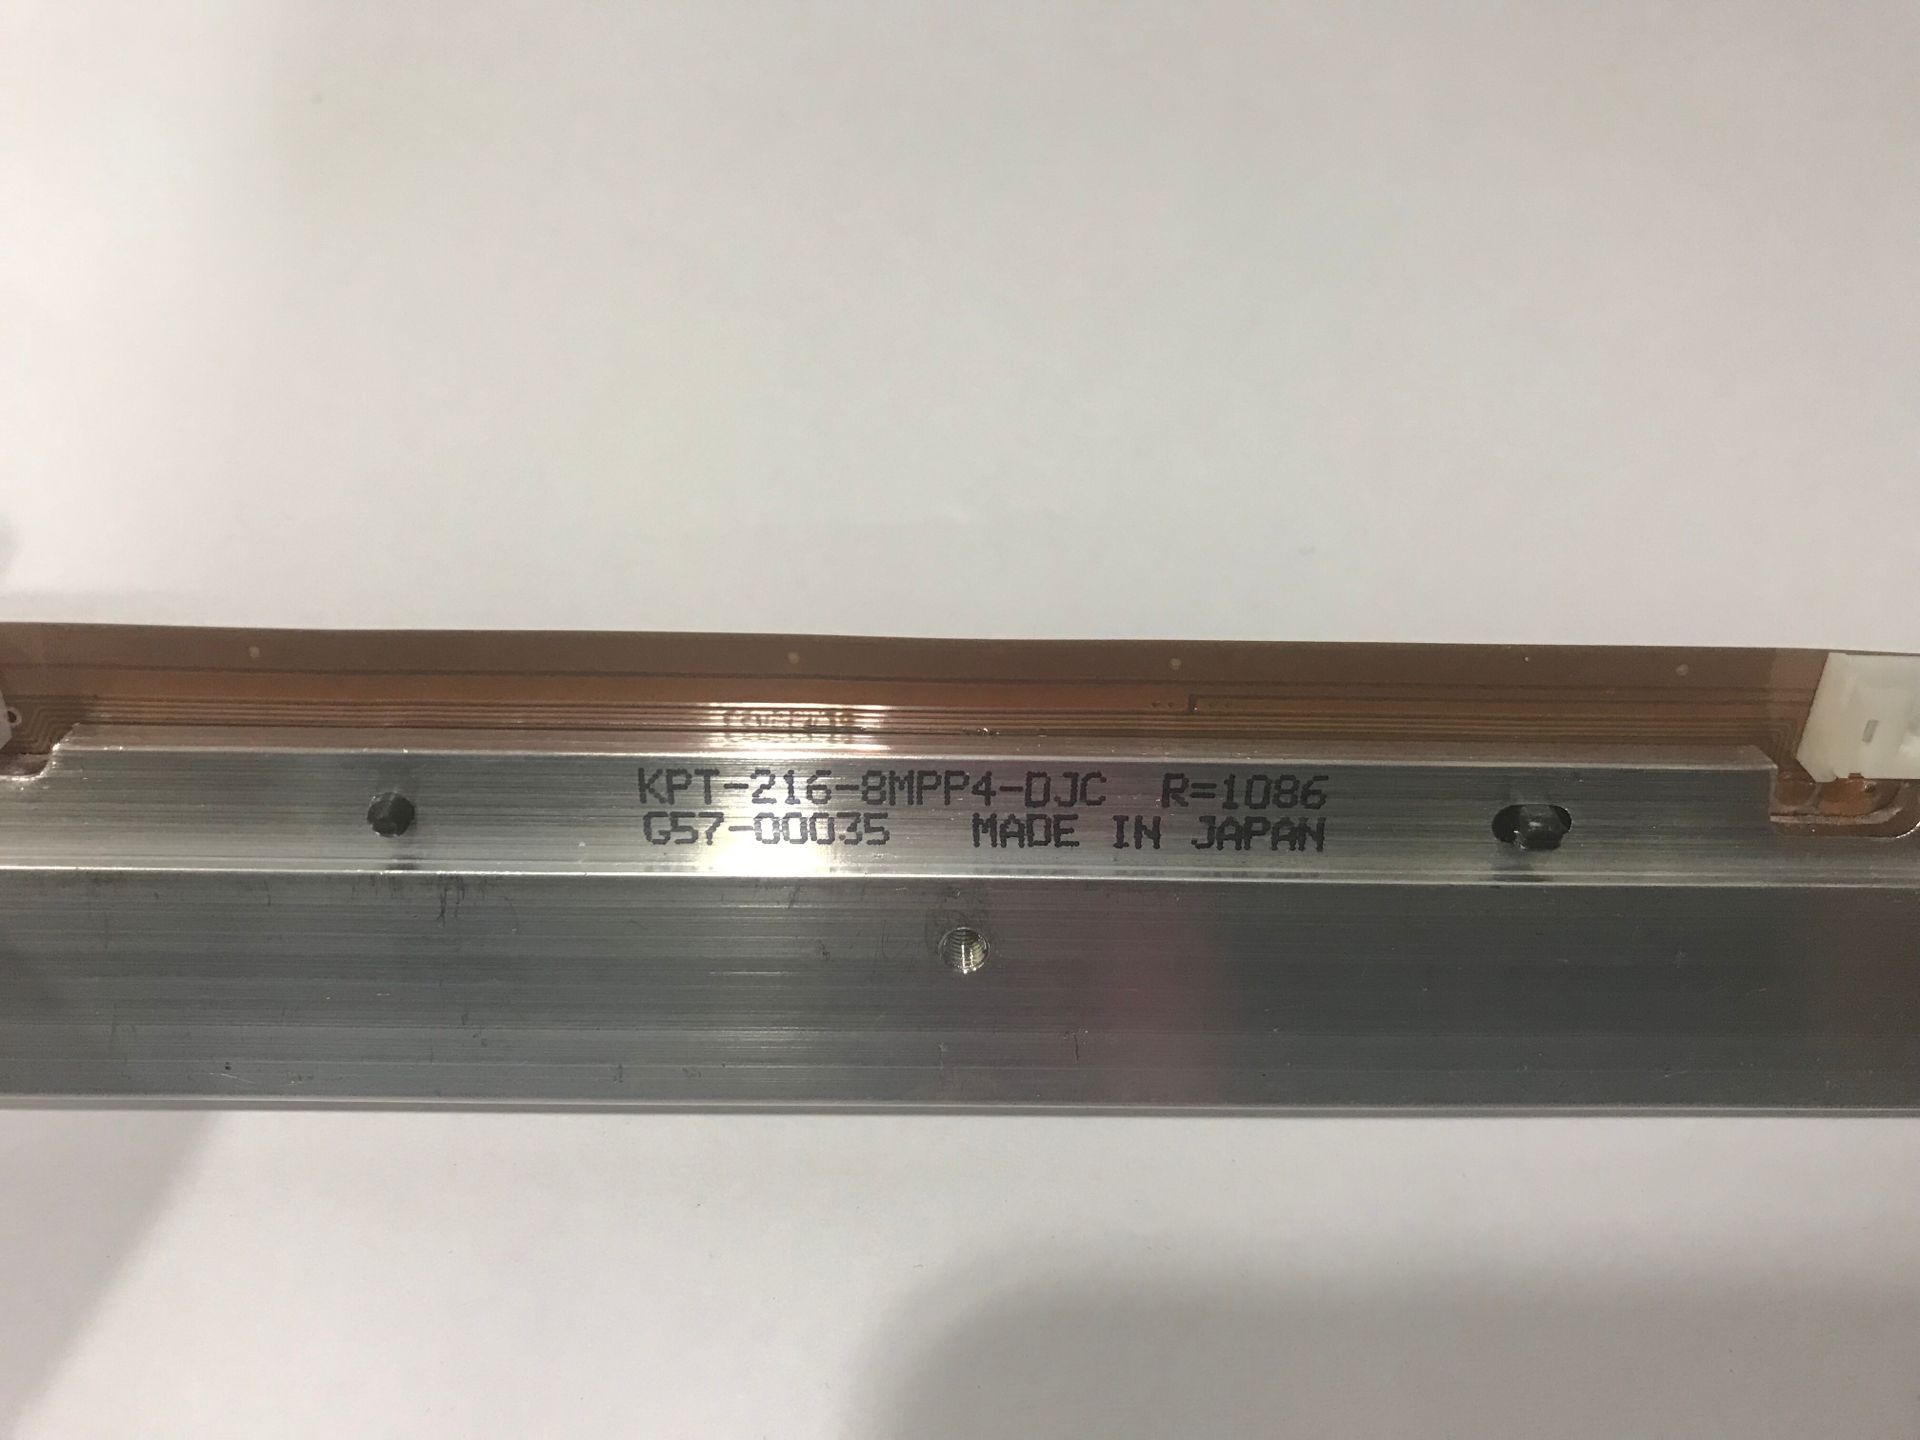 KPT-216-8MPP4-DJC R=1086
G57-00035 MADE IN JAPAN